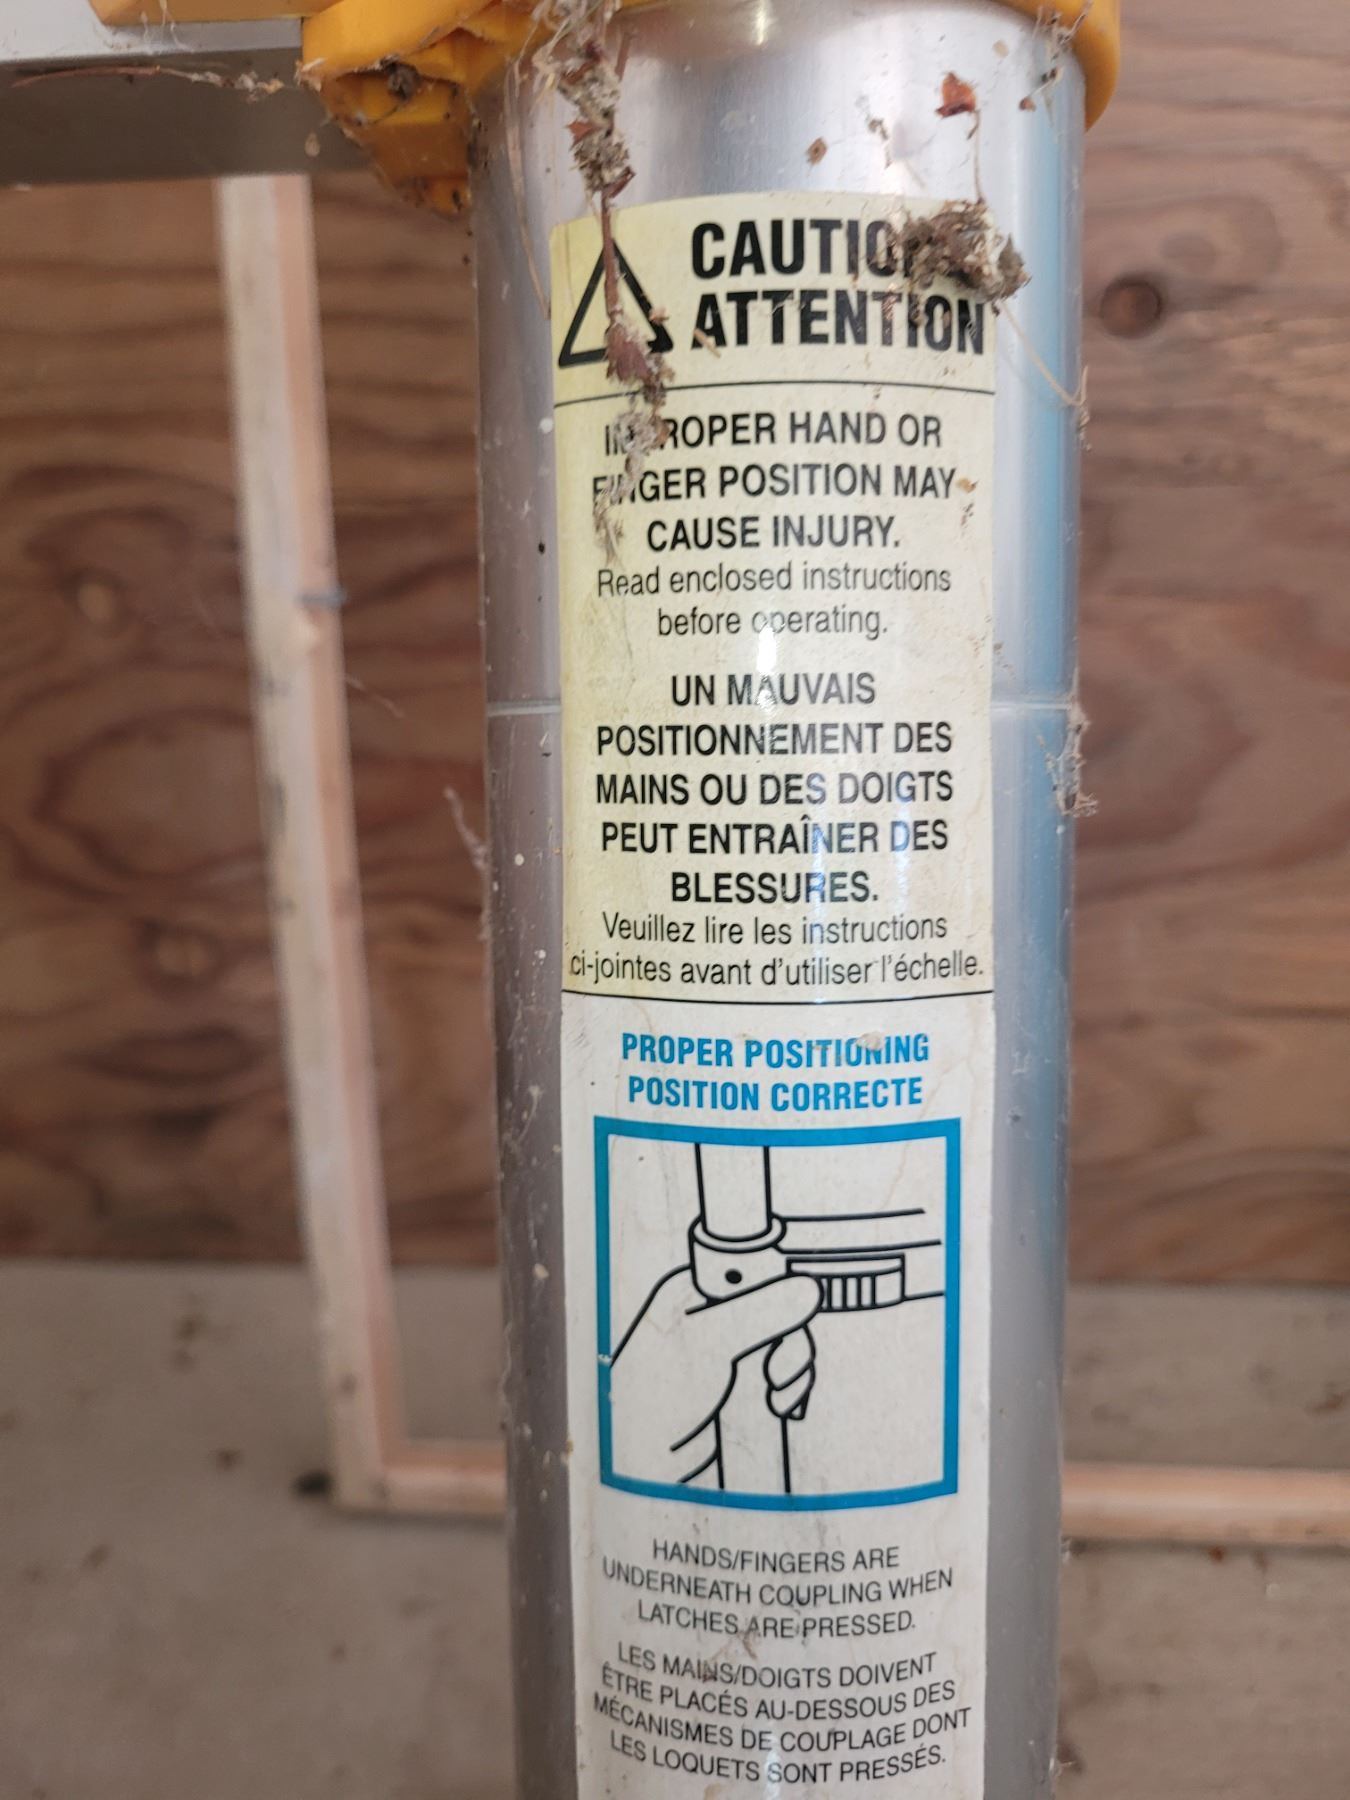 CAUTION
ATTENTION
IMPROPER HAND OR
FINGER POSITION MAY
CAUSE INJURY.
Read enclosed instructions
before operating.
UN MAUVAIS
POSITIONNEMENT DES
MAINS OU DES DOIGTS
PEUT ENTRAÎNER DES
BLESSURES.
Veuillez lire les instructions
ci-jointes avant d'utiliser l'échelle.
PROPER POSITIONING
POSITION CORRECTE
HANDS/FINGERS ARE
UNDERNEATH COUPLING WHEN
LATCHES ARE PRESSED.
LES MAINS/DOIGTS DOIVENT
ÊTRE PLACÉS AU-DESSOUS DES
MÉCANISMES DE COUPLAGE DONT
LES LOQUETS SONT PRESSÉS.